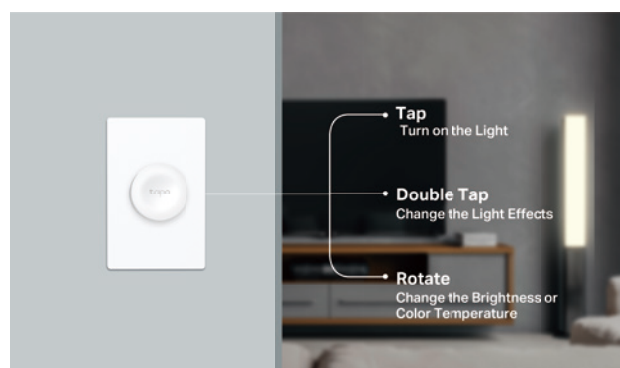 Tap
Turn on the Light
Double Tap
Change the Light Effects
Rotate
Change the Brightness or
Color Temperature